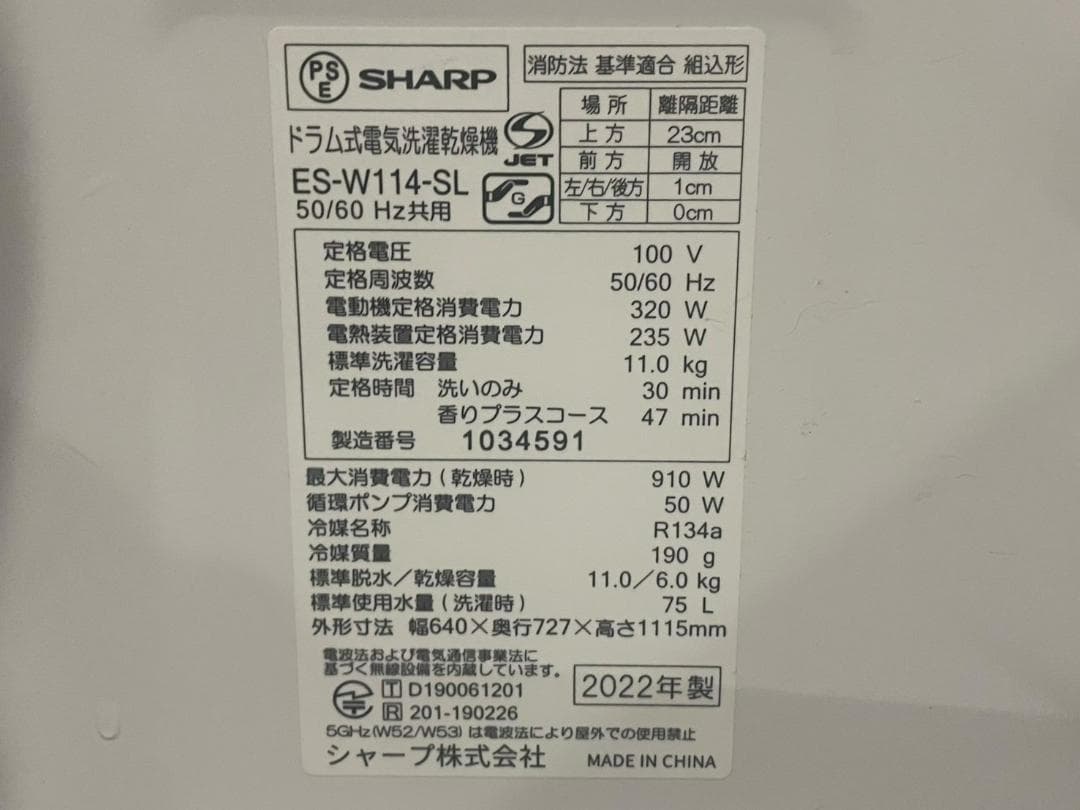 PSE SHARP
消防法 基準適合 組込形
ドラム式電気洗濯乾燥機
JET
ES-W114-SL
G
50/60 Hz共用
場所 離隔距離
上方 23cm
前方 開放
左/右/後方 1cm
下方 0cm
定格電圧 100 V
定格周波数 50/60 Hz
電動機定格消費電力 320 W
電熱装置定格消費電力 235 W
標準洗濯容量 11.0 kg
定格時間 洗いのみ 30 min
香りプラスコース 47 min
製造番号 1034591
最大消費電力(乾燥時) 910 W
循環ポンプ消費電力 50 W
冷媒名称 R134a
冷媒質量 190 g
標準脱水/乾燥容量 11.0/6.0 kg
標準使用水量(洗濯時) 75 L
外形寸法 幅640×奥行727×高さ1115mm
電波法および電気通信事業法に
基づく無線設備を内蔵しています。
T D190061201
R 201-190226
2022年製
5GHz(W52/W53)は電波法により屋外での使用禁止
シャープ株式会社 MADE IN CHINA